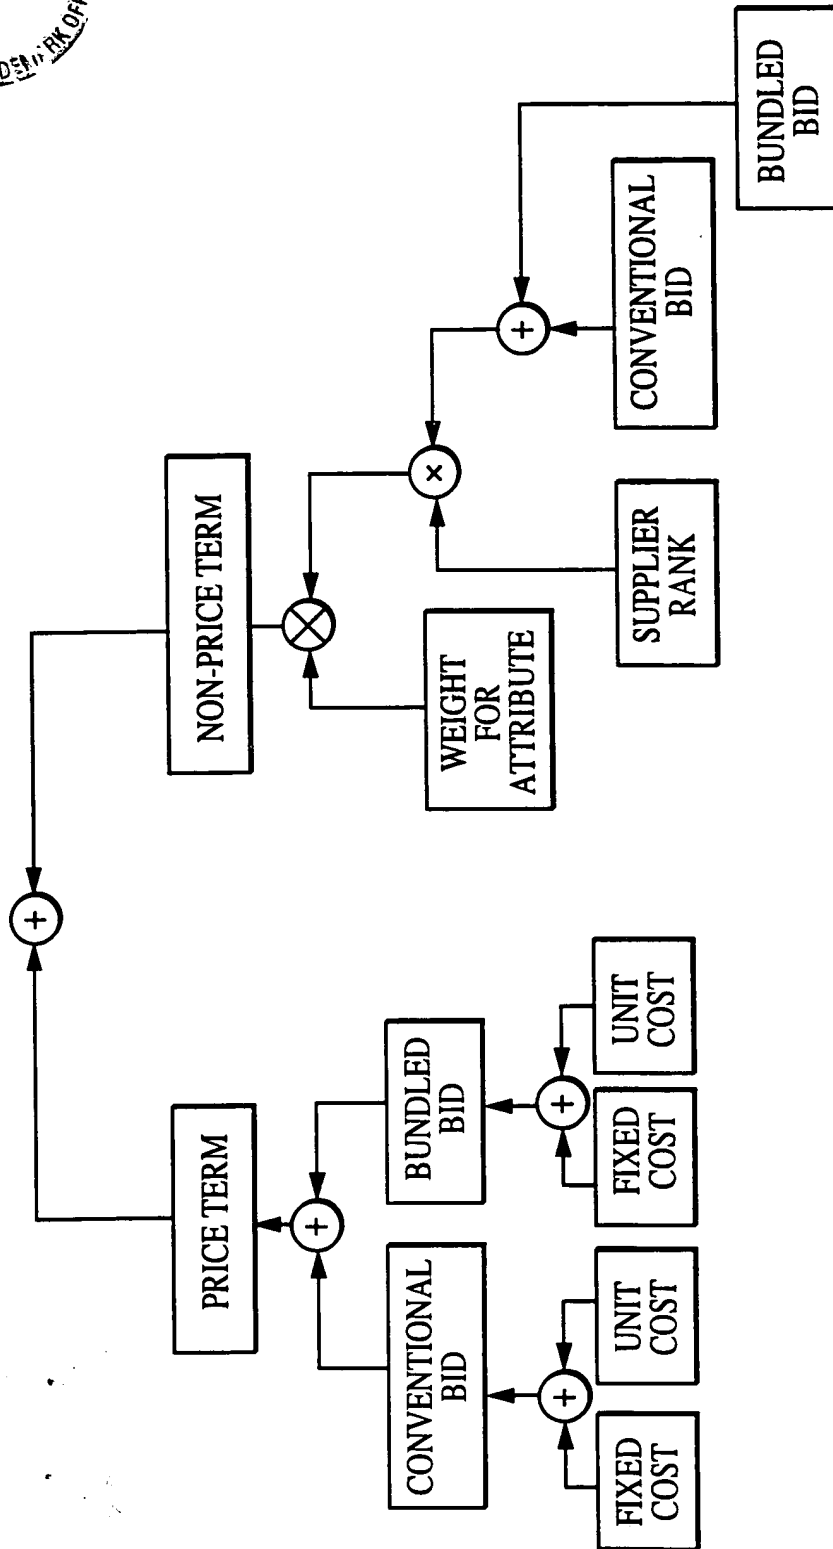 +
PRICE TERM
NON-PRICE TERM
+
×
CONVENTIONAL
BID
BUNDLED
BID
WEIGHT
FOR
ATTRIBUTE
×
+
+
FIXED
COST
UNIT
COST
+
FIXED
COST
UNIT
COST
SUPPLIER
RANK
+
CONVENTIONAL
BID
BUNDLED
BID